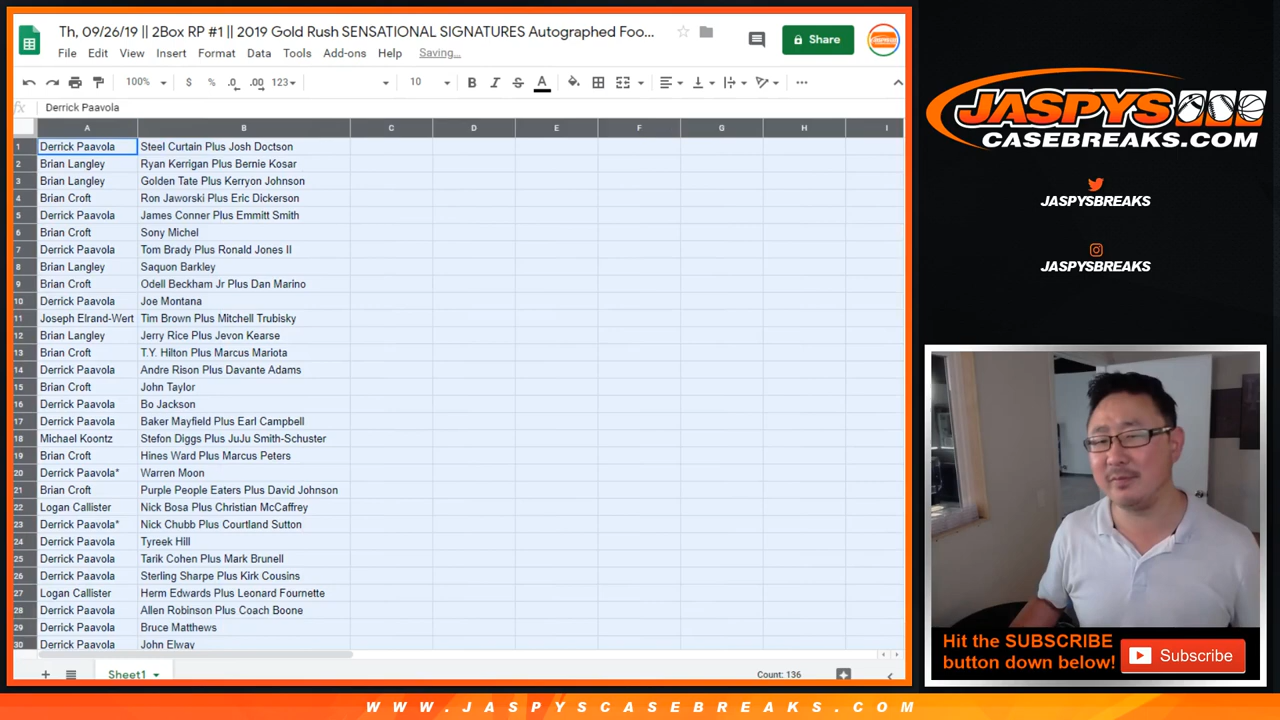 Th, 09/26/19 || 2Box RP #1 || 2019 Gold Rush SENSATIONAL SIGNATURES Autographed Foo...
File Edit View Insert Format Data Tools Add-ons Help Saving...
Share
100% $ % .0 .00 123 10 B I S A
fx Derrick Paavola
A B C D E F G H I
1 Derrick Paavola Steel Curtain Plus Josh Doctson
2 Brian Langley Ryan Kerrigan Plus Bernie Kosar
3 Brian Langley Golden Tate Plus Kerryon Johnson
4 Brian Croft Ron Jaworski Plus Eric Dickerson
5 Derrick Paavola James Conner Plus Emmitt Smith
6 Brian Croft Sony Michel
7 Derrick Paavola Tom Brady Plus Ronald Jones II
8 Brian Langley Saquon Barkley
9 Brian Croft Odell Beckham Jr Plus Dan Marino
10 Derrick Paavola Joe Montana
11 Joseph Elrand-Wert Tim Brown Plus Mitchell Trubisky
12 Brian Langley Jerry Rice Plus Jevon Kearse
13 Brian Croft T.Y. Hilton Plus Marcus Mariota
14 Derrick Paavola Andre Rison Plus Davante Adams
15 Brian Croft John Taylor
16 Derrick Paavola Bo Jackson
17 Derrick Paavola Baker Mayfield Plus Earl Campbell
18 Michael Koontz Stefon Diggs Plus JuJu Smith-Schuster
19 Brian Croft Hines Ward Plus Marcus Peters
20 Derrick Paavola* Warren Moon
21 Brian Croft Purple People Eaters Plus David Johnson
22 Logan Callister Nick Bosa Plus Christian McCaffrey
23 Derrick Paavola* Nick Chubb Plus Courtland Sutton
24 Derrick Paavola Tyreek Hill
25 Derrick Paavola Tarik Cohen Plus Mark Brunell
26 Derrick Paavola Sterling Sharpe Plus Kirk Cousins
27 Logan Callister Herm Edwards Plus Leonard Fournette
28 Derrick Paavola Allen Robinson Plus Coach Boone
29 Derrick Paavola Bruce Matthews
30 Derrick Paavola John Elway
Sheet1
Count: 136
JASPYS
CASEBREAKS.COM
JASPYSBREAKS
JASPYSBREAKS
Hit the SUBSCRIBE
button down below!
Subscribe
WWW.JASPYSCASEBREAKS.COM